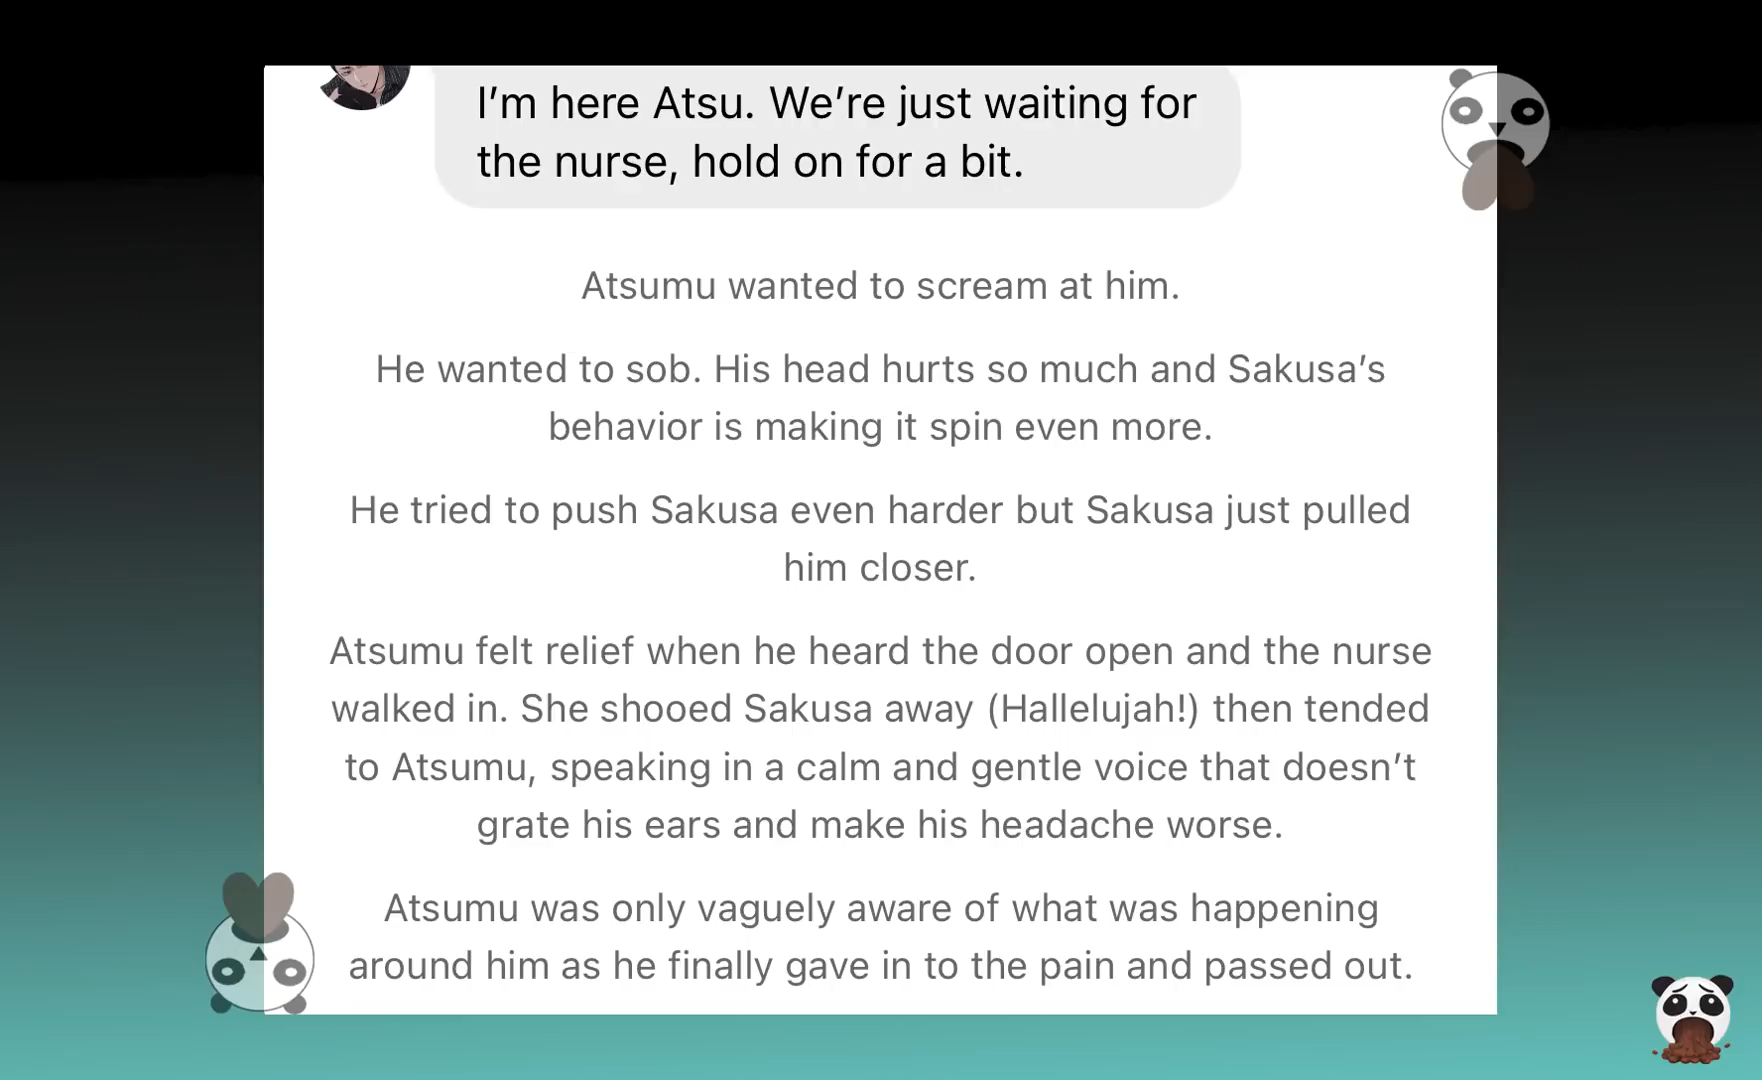 I’m here Atsu. We’re just waiting for
the nurse, hold on for a bit.
Atsumu wanted to scream at him.
He wanted to sob. His head hurts so much and Sakusa’s
behavior is making it spin even more.
He tried to push Sakusa even harder but Sakusa just pulled
him closer.
Atsumu felt relief when he heard the door open and the nurse
walked in. She shooed Sakusa away (Hallelujah!) then tended
to Atsumu, speaking in a calm and gentle voice that doesn’t
grate his ears and make his headache worse.
Atsumu was only vaguely aware of what was happening
around him as he finally gave in to the pain and passed out.